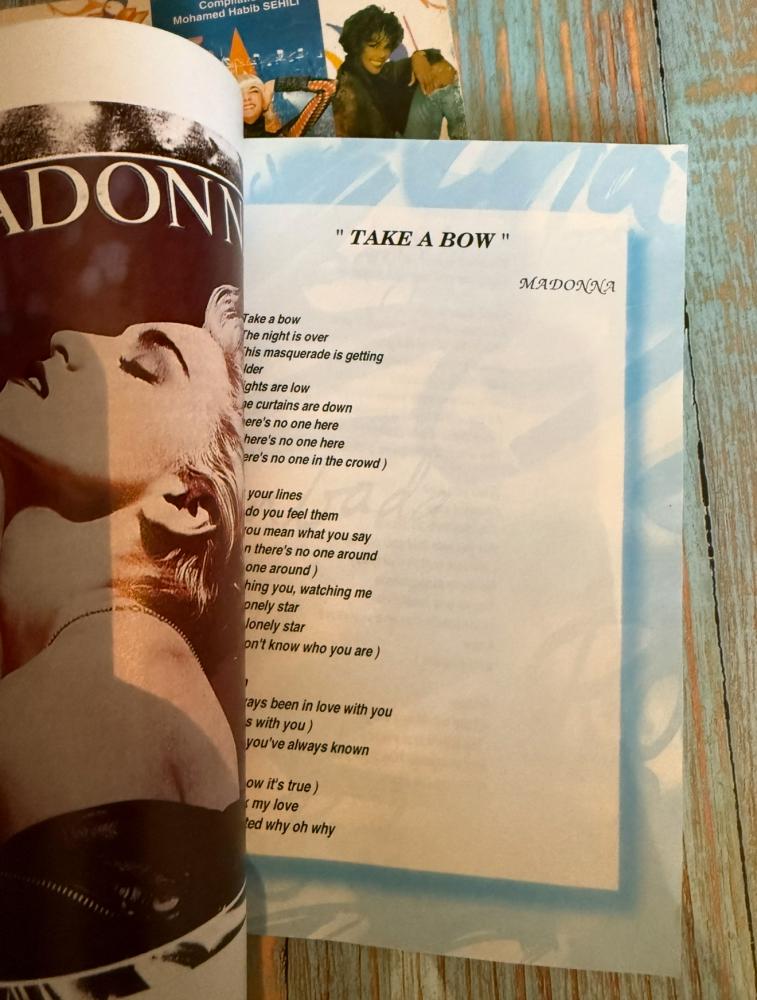 Compila
Mohamed Habib SEHILI
ADONN
" TAKE A BOW "
MADONNA
Take a bow
The night is over
his masquerade is getting
lder
ights are low
e curtains are down
ere's no one here
here's no one here
ere's no one in the crowd )
your lines
do you feel them
ou mean what you say
n there's no one around
one around )
hing you, watching me
onely star
lonely star
on't know who you are )
ays been in love with you
s with you )
you've always known
ow it's true )
my love
ted why oh why